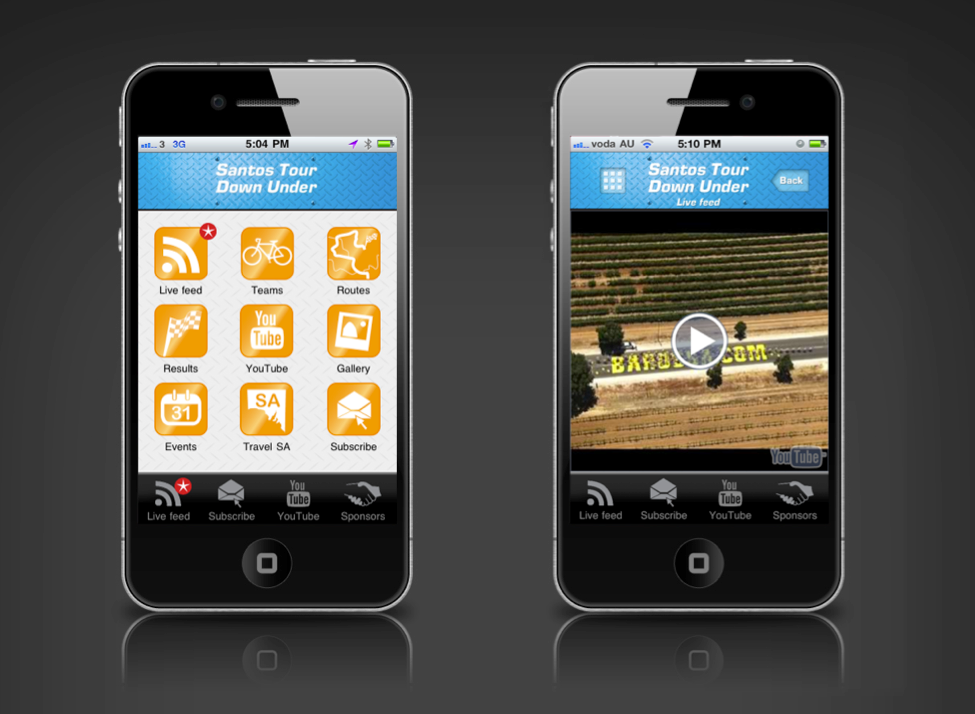 3 3G 5:04 PM
Santos Tour
Down Under
Live feed Teams Routes
You
Tube
Results YouTube Gallery
31 SA
Events Travel SA Subscribe
You
Tube
Live feed Subscribe YouTube Sponsors
voda AU 5:10 PM
Santos Tour
Down Under
Back
Live feed
BAROSSA.COM
YouTube
You
Tube
Live feed Subscribe YouTube Sponsors